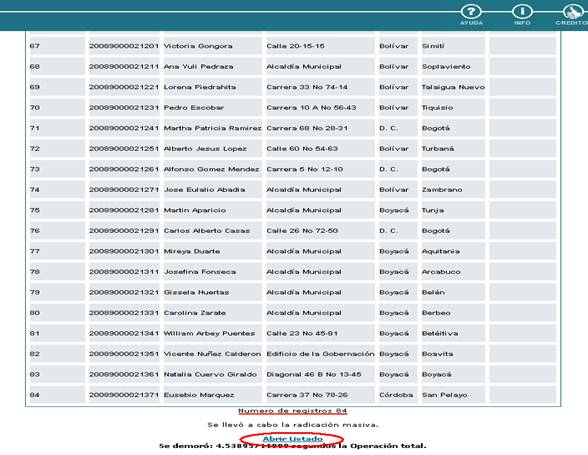 AYUDA INFO CREDITO
67 20089000021201 Victoria Gongora Calle 20-15-15 Bolívar Simití
68 20089000021211 Ana Yuli Pedraza Alcaldía Municipal Bolívar Soplaviento
69 20089000021221 Lorena Piedrahita Carrera 33 No 74-14 Bolívar Talaigua Nuevo
70 20089000021231 Pedro Escobar Carrera 10 A No 56-43 Bolívar Tiquisio
71 20089000021241 Martha Patricia Ramirez Carrera 68 No 28-31 D. C. Bogotá
72 20089000021251 Alberto Jesus Lopez Calle 60 No 54-63 Bolívar Turbaná
73 20089000021261 Alfonso Gomez Mendez Carrera 5 No 12-10 D. C. Bogotá
74 20089000021271 Jose Eulalio Abadia Alcaldía Municipal Bolívar Zambrano
75 20089000021281 Martin Aparicio Alcaldía Municipal Boyacá Tunja
76 20089000021291 Carlos Alberto Casas Calle 26 No 72-50 D. C. Bogotá
77 20089000021301 Mireya Duarte Alcaldía Municipal Boyacá Aquitania
78 20089000021311 Josefina Fonseca Alcaldía Municipal Boyacá Arcabuco
79 20089000021321 Gissela Huertas Alcaldía Municipal Boyacá Belén
80 20089000021331 Carolina Zarate Alcaldía Municipal Boyacá Berbeo
81 20089000021341 William Arbey Puentes Calle 23 No 45-81 Boyacá Betéitiva
82 20089000021351 Vicente Nuñez Calderon Edificio de la Gobernación Boyacá Boavita
83 20089000021361 Natalia Cuervo Giraldo Diagonal 46 B No 13-45 Boyacá Boyacá
84 20089000021371 Eusebio Marquez Carrera 37 No 78-26 Córdoba San Pelayo
Numero de registros 84
Se llevó a cabo la radicación masiva.
Abrir Listado
Se demoró: segundos la Operación total.